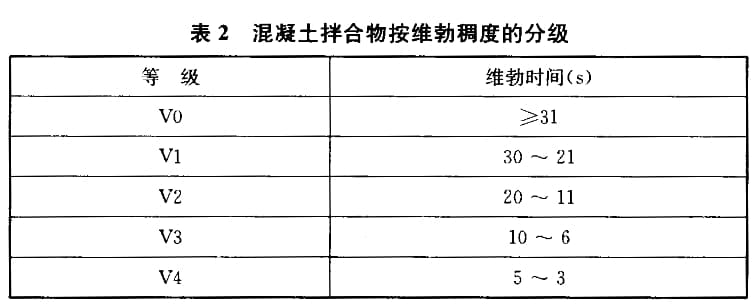 表 2 混凝土拌合物按维勃稠度的分级
等 级 维勃时间(s)
V0 ⩾31
V1 30 ～ 21
V2 20 ～ 11
V3 10 ～ 6
V4 5 ～ 3